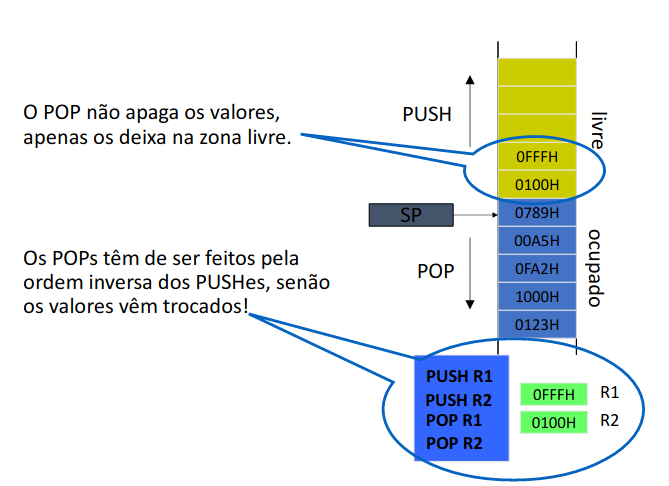 O POP não apaga os valores,
apenas os deixa na zona livre.
PUSH
livre
0FFFH
0100H
SP
0789H
00A5H
0FA2H
1000H
0123H
POP
ocupado
Os POPs têm de ser feitos pela
ordem inversa dos PUSHes, senão
os valores vêm trocados!
PUSH R1
PUSH R2
POP R1
POP R2
0FFFH R1
0100H R2